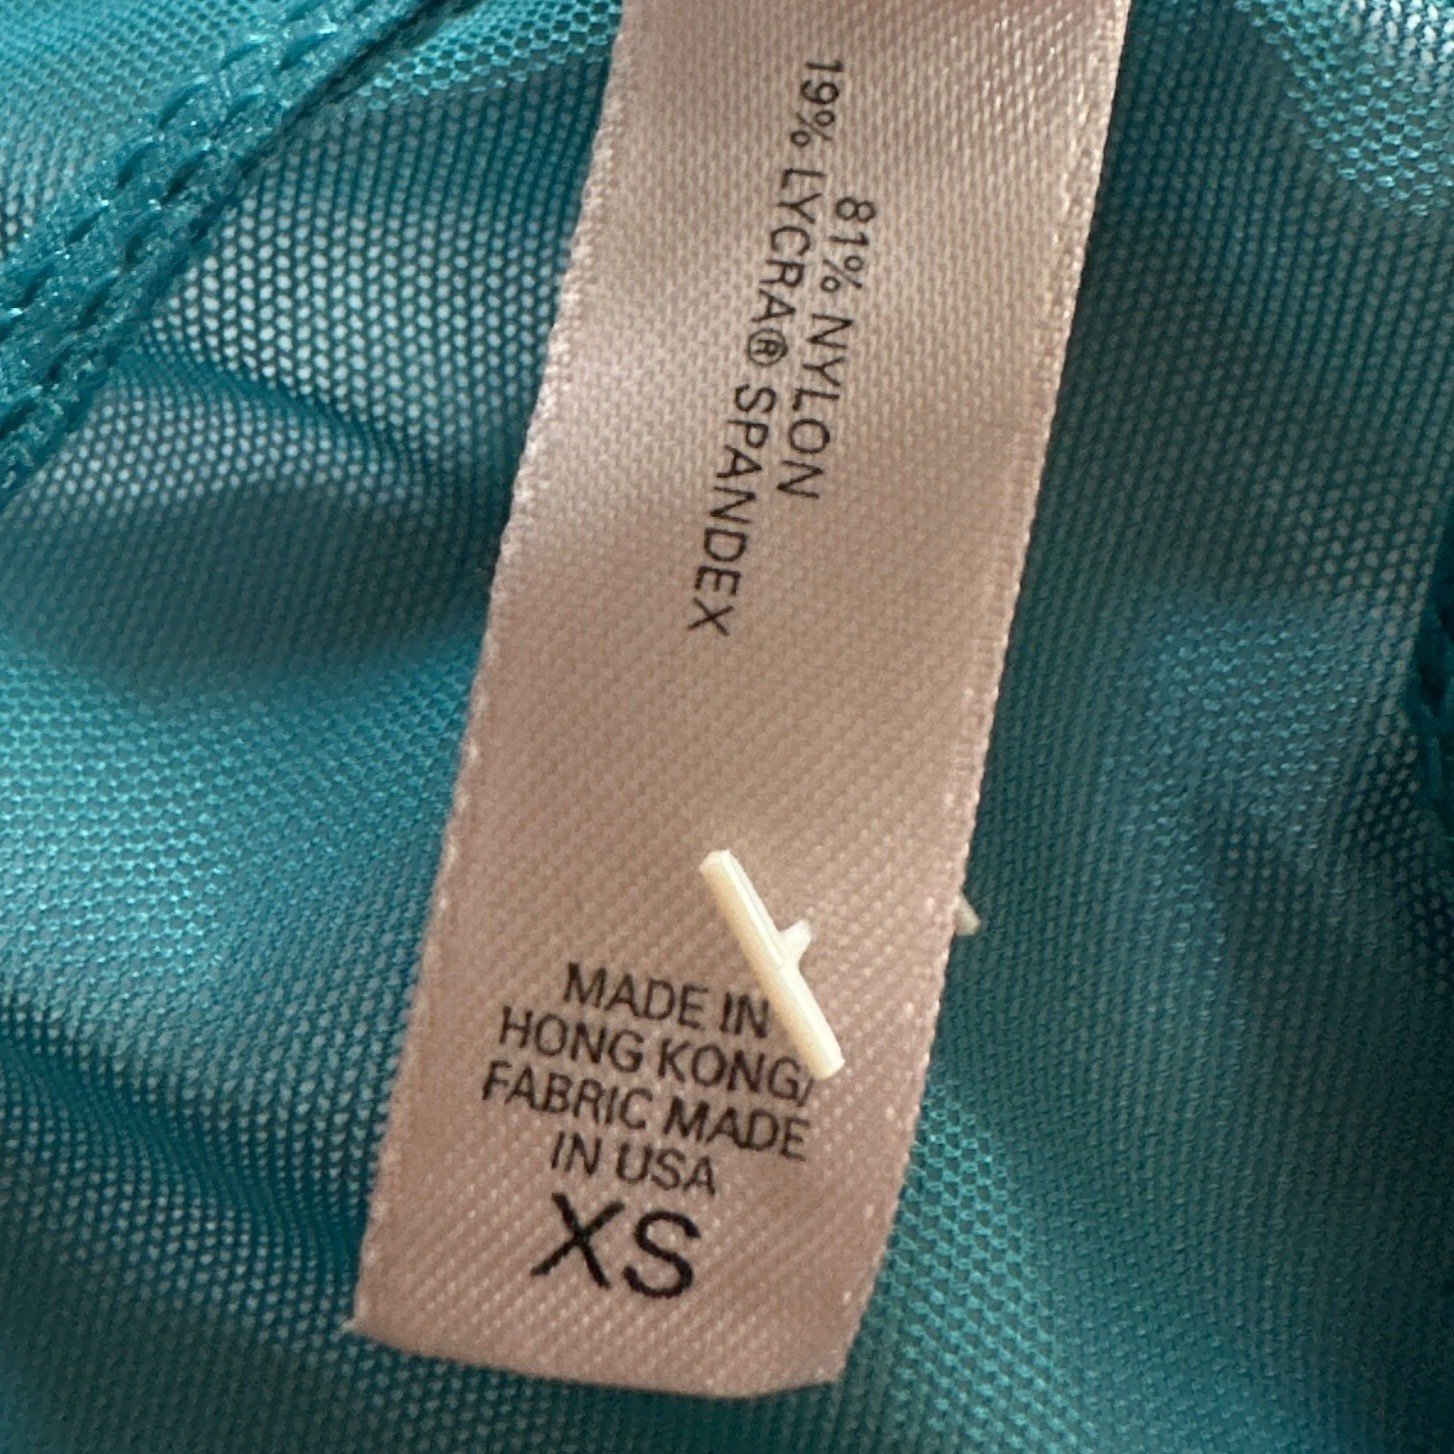 81% NYLON
19% LYCRA® SPANDEX
MADE IN
HONG KONG/
FABRIC MADE
IN USA
XS